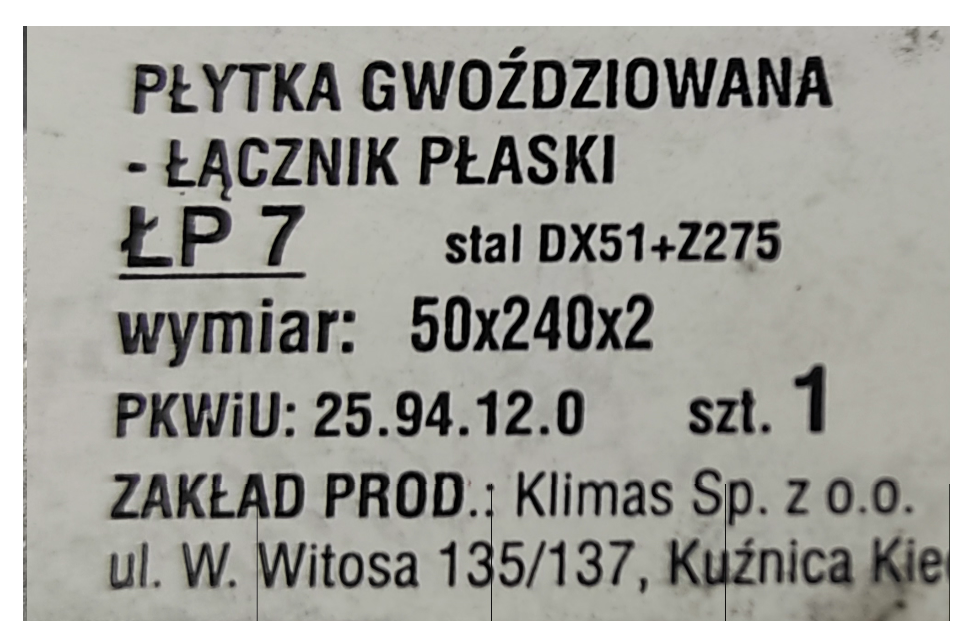 PŁYTKA GWOŹDZIOWANA
- ŁĄCZNIK PŁASKI
ŁP 7 stal DX51+Z275
wymiar: 50x240x2
PKWiU: 25.94.12.0 szt. 1
ZAKŁAD PROD.: Klimas Sp. z o.o.
ul. W. Witosa 135/137, Kuźnica